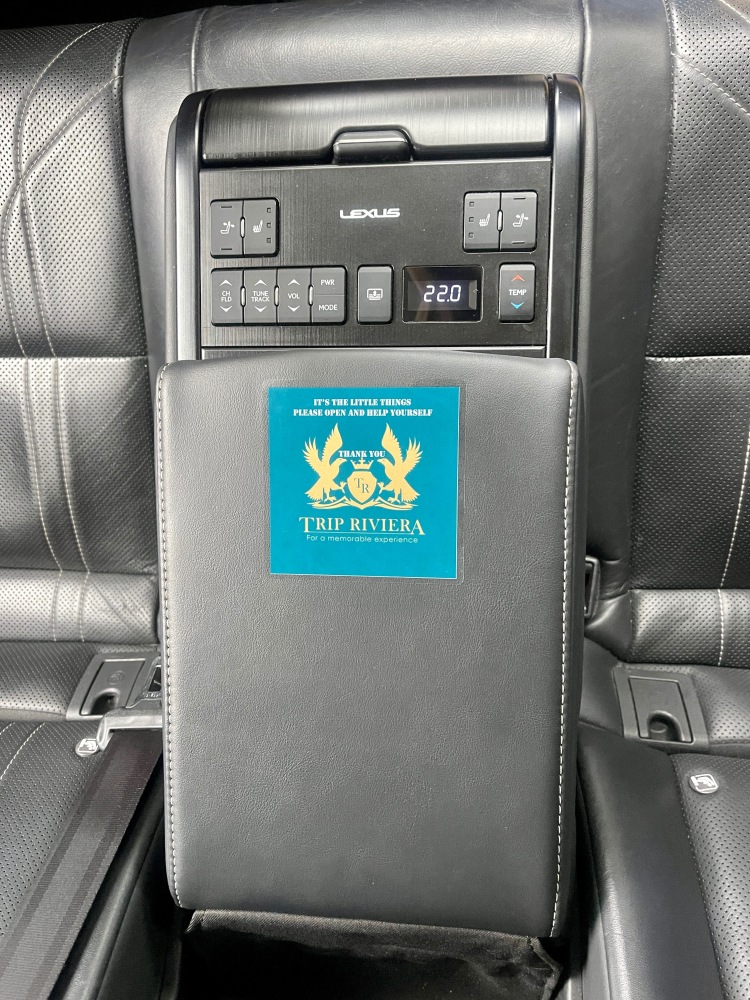 LEXUS
CH
FLD
TUNE
TRACK
VOL
PWR
MODE
22.0
TEMP
IT'S THE LITTLE THINGS
PLEASE OPEN AND HELP YOURSELF
THANK YOU
TR
TRIP RIVIERA
For a memorable experience